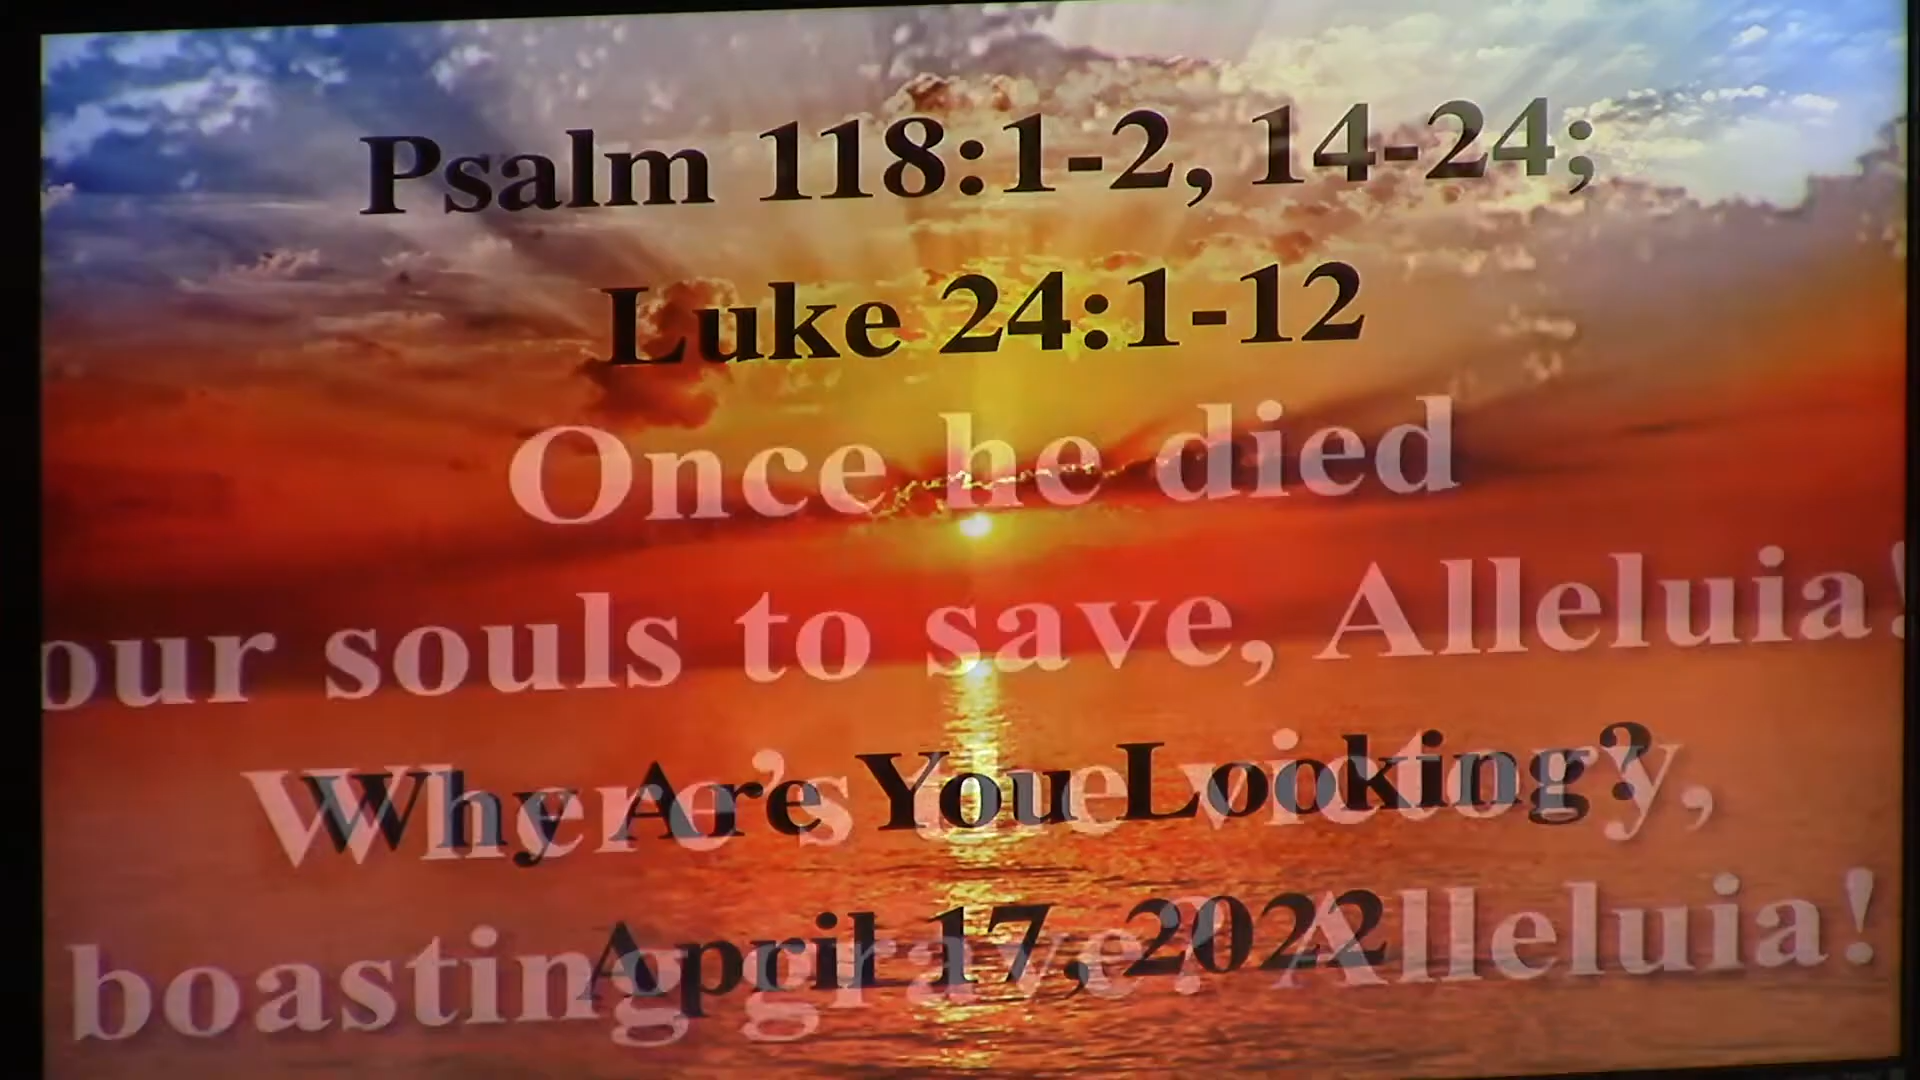 Psalm 118:1-2, 14-24;
Luke 24:1-12
Once he died
our souls to save, Alleluia!
Where's the victory,
Why Are You Looking?
boasting grave? Alleluia!
April 17, 2022